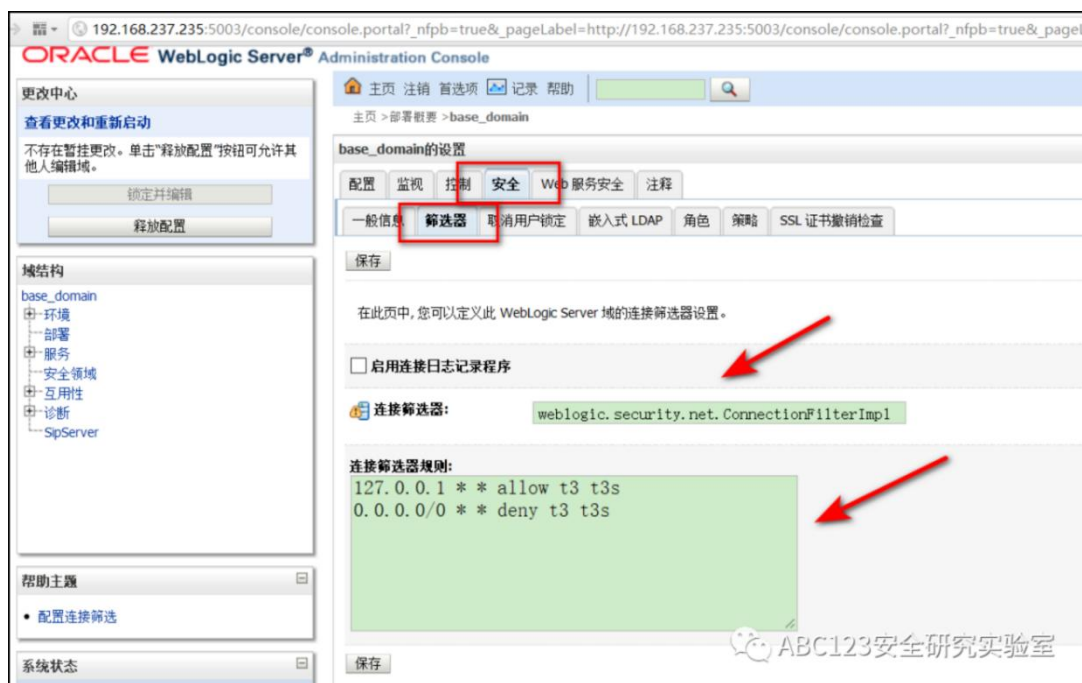 192.168.237.235:5003/console/console.portal?_nfpb=true&_pageLabel=http://192.168.237.235:5003/console/console.portal?_nfpb=true&_pageL
ORACLE WebLogic Server® Administration Console
更改中心
查看更改和重新启动
不存在暂挂更改。单击“释放配置”按钮可允许其
他人编辑域。
锁定并编辑
释放配置
域结构
base_domain
环境
部署
服务
安全领域
互用性
诊断
SipServer
帮助主题
• 配置连接筛选
系统状态
主页 注销 首选项 记录 帮助
主页 >部署概要 >base_domain
base_domain的设置
配置 监视 控制 安全 Web 服务安全 注释
一般信息 筛选器 取消用户锁定 嵌入式 LDAP 角色 策略 SSL 证书撤销检查
保存
在此页中, 您可以定义此 WebLogic Server 域的连接筛选器设置。
启用连接日志记录程序
连接筛选器: weblogic.security.net.ConnectionFilterImpl
连接筛选器规则:
127.0.0.1 * * allow t3 t3s
0.0.0.0/0 * * deny t3 t3s
保存
ABC123安全研究实验室